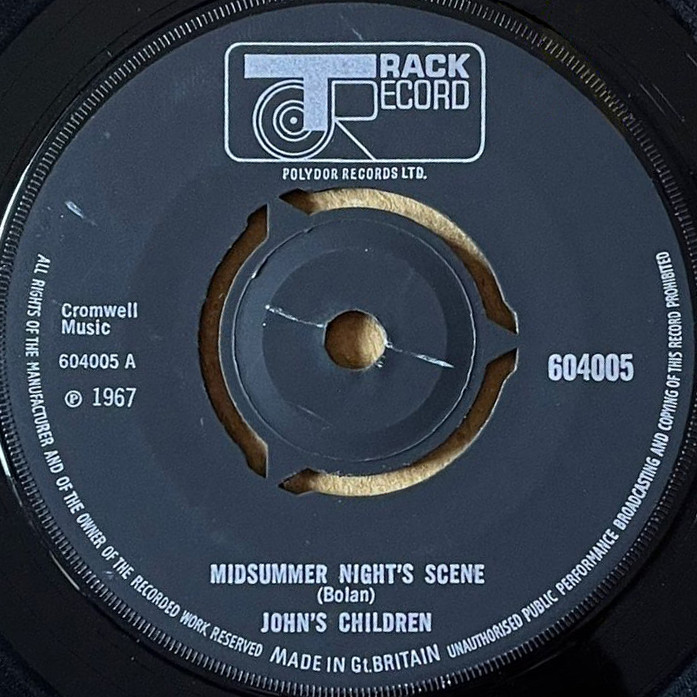 TRACK
RECORD
POLYDOR RECORDS LTD.
Cromwell
Music
604005 A
℗ 1967
604005
MIDSUMMER NIGHT'S SCENE
(Bolan)
JOHN'S CHILDREN
ALL RIGHTS OF THE MANUFACTURER AND OF THE OWNER OF THE RECORDED WORK RESERVED
MADE IN Gt.BRITAIN
UNAUTHORISED PUBLIC PERFORMANCE BROADCASTING AND COPYING OF THIS RECORD PROHIBITED